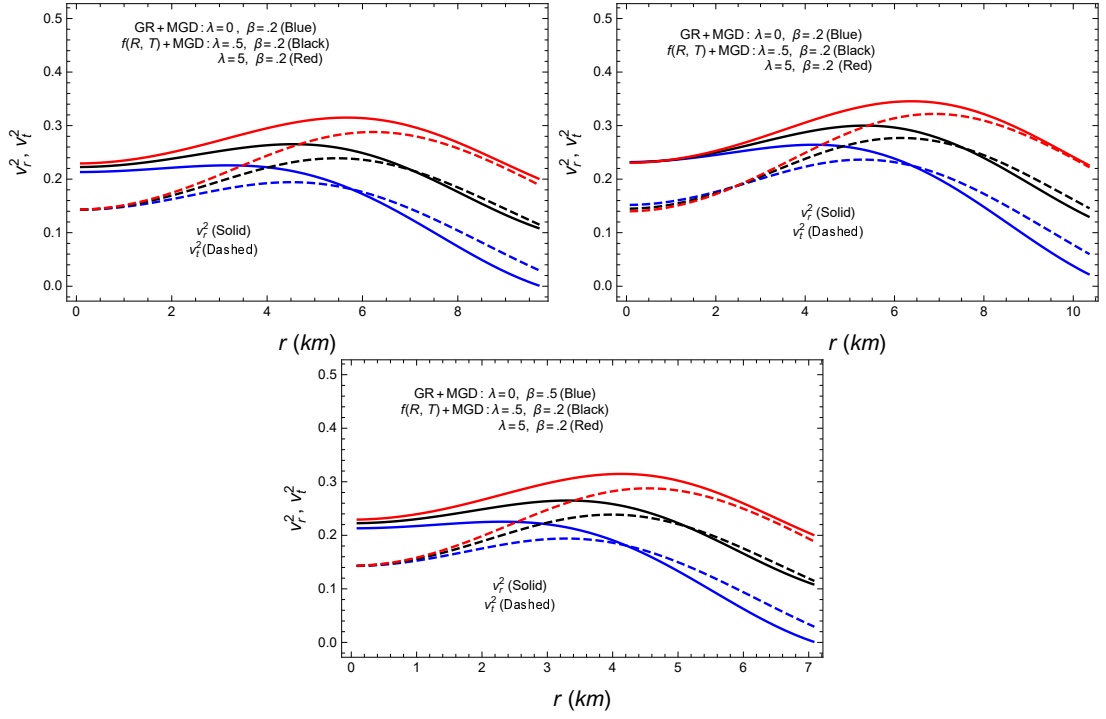 GR+MGD: λ=0, β=.2 (Blue)
f(R, T)+MGD: λ=.5, β=.2 (Black)
λ=5, β=.2 (Red)
v_r^2 (Solid)
v_t^2 (Dashed)
v_r^2, v_t^2
0.5
0.4
0.3
0.2
0.1
0.0
0 2 4 6 8
r (km)
GR+MGD: λ=0, β=.2 (Blue)
f(R, T)+MGD: λ=.5, β=.2 (Black)
λ=5, β=.2 (Red)
v_r^2 (Solid)
v_t^2 (Dashed)
v_r^2, v_t^2
0.5
0.4
0.3
0.2
0.1
0.0
0 2 4 6 8 10
r (km)
GR+MGD: λ=0, β=.5 (Blue)
f(R, T)+MGD: λ=.5, β=.2 (Black)
λ=5, β=.2 (Red)
v_r^2 (Solid)
v_t^2 (Dashed)
v_r^2, v_t^2
0.5
0.4
0.3
0.2
0.1
0.0
0 1 2 3 4 5 6 7
r (km)